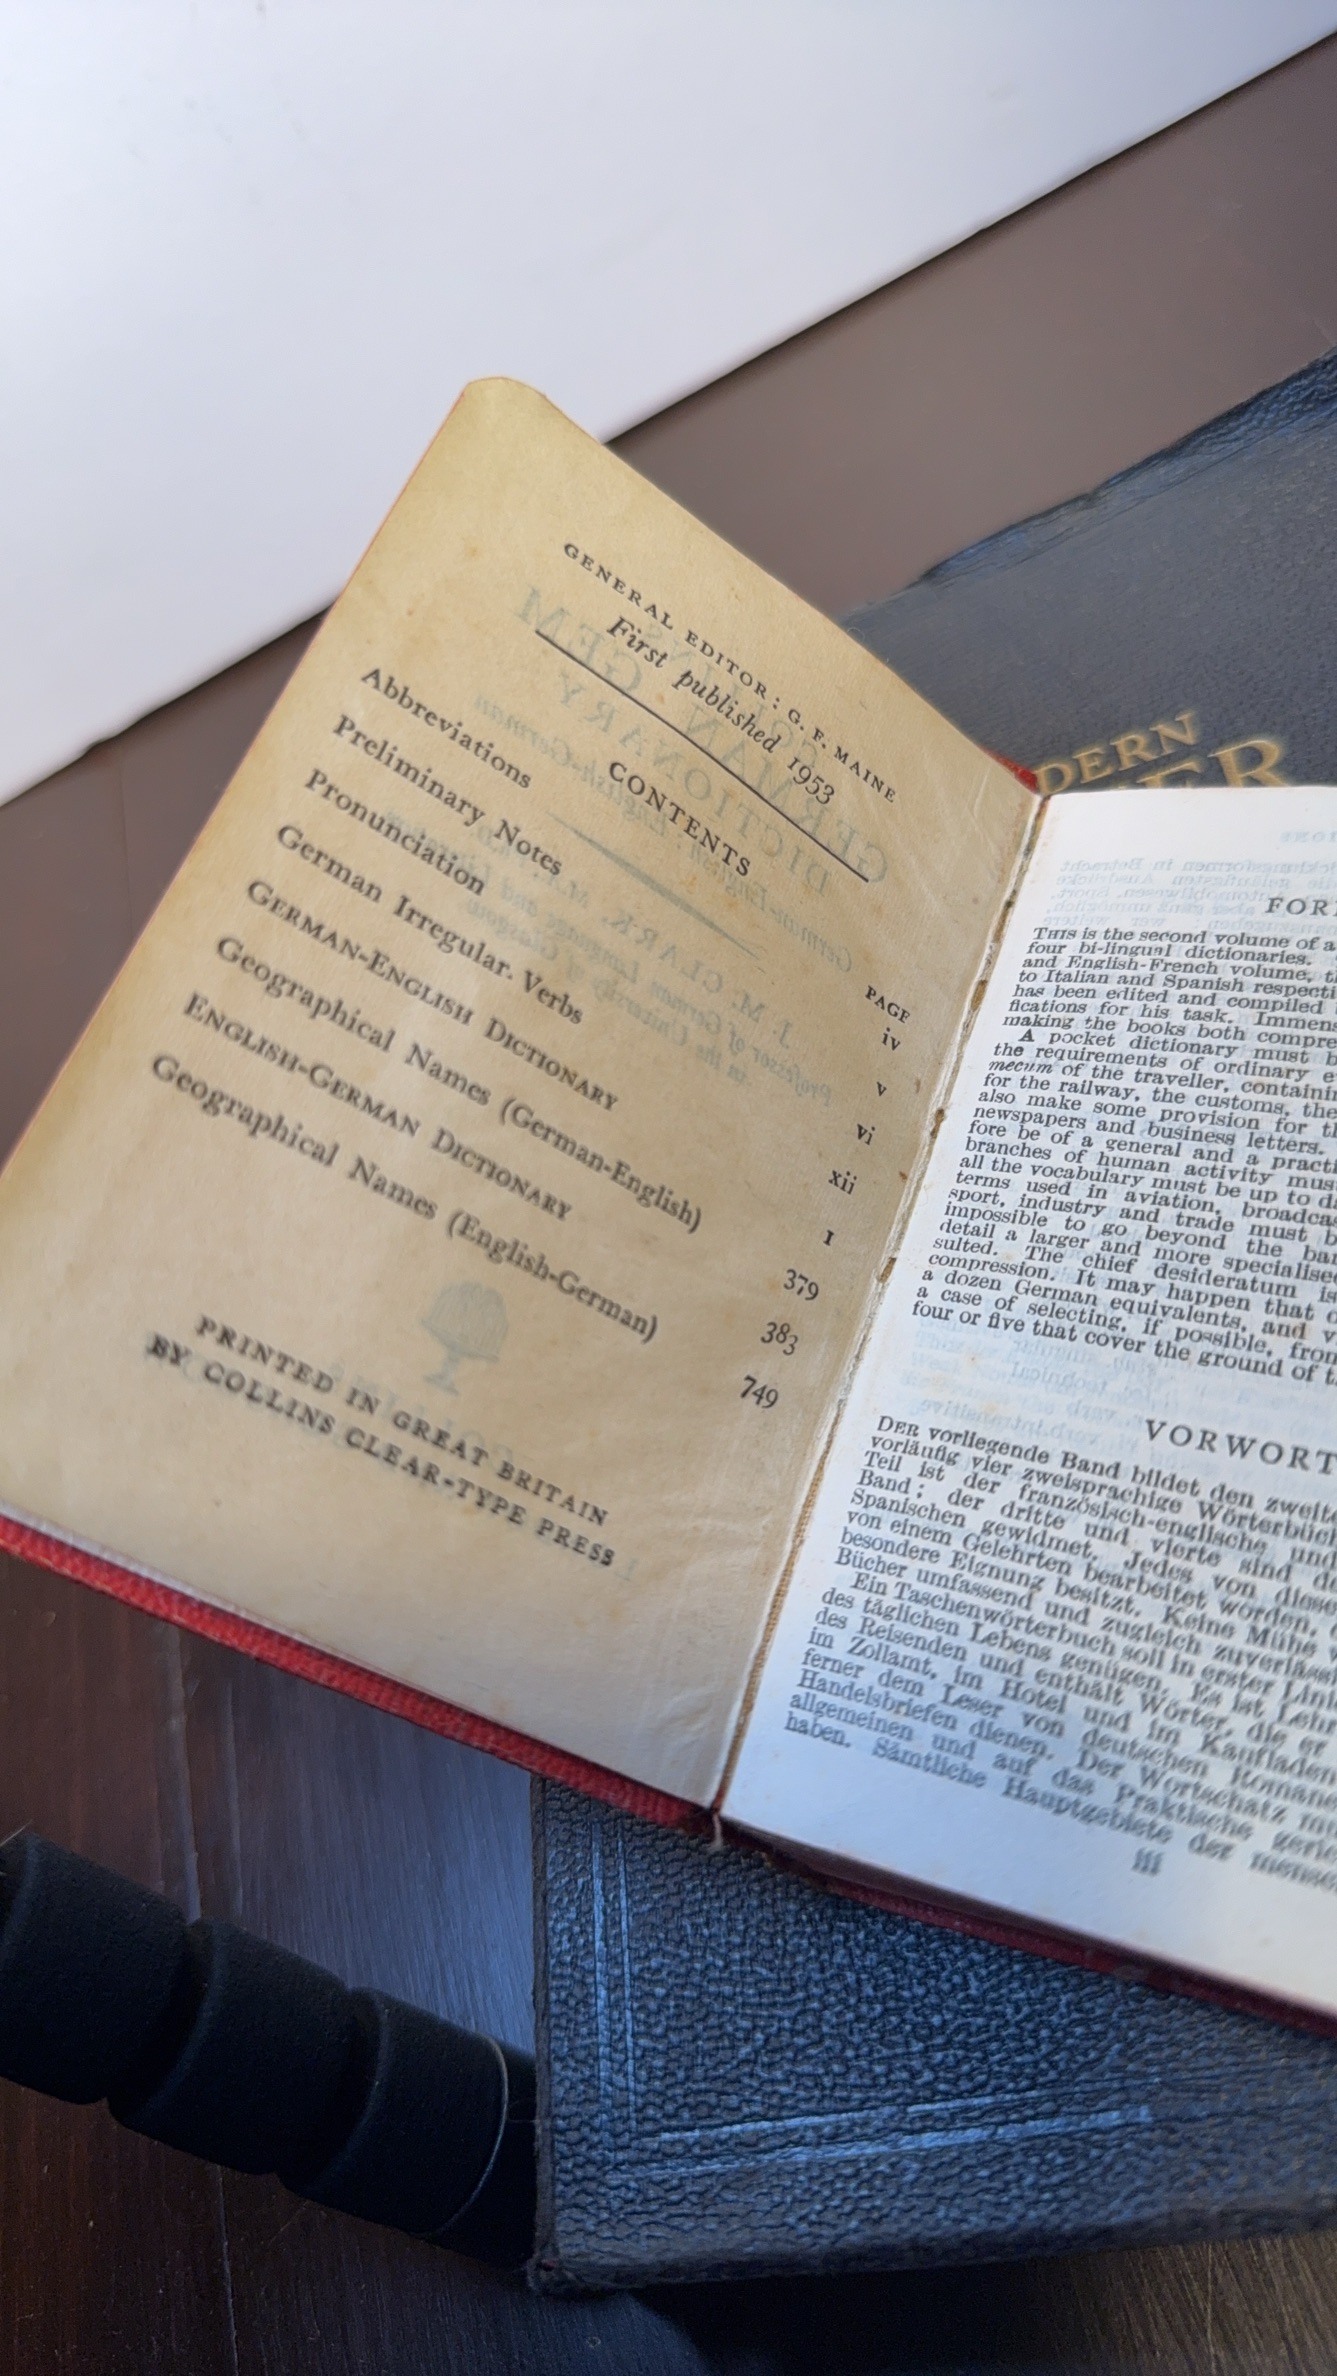 GENERAL EDITOR: G. F. MAINE
First published 1953
CONTENTS
PAGE
Abbreviations iv
Preliminary Notes v
Pronunciation vi
German Irregular. Verbs xii
GERMAN-ENGLISH DICTIONARY 1
Geographical Names (German-English) 379
ENGLISH-GERMAN DICTIONARY 383
Geographical Names (English-German) 749
PRINTED IN GREAT BRITAIN
BY COLLINS CLEAR-TYPE PRESS
DERN
ER
FOR
THIS is the second volume of a
four bi-lingual dictionaries.
and English-French volume, t
to Italian and Spanish respecti
has been edited and compiled
fications for his task. Immens
making the books both compre
A pocket dictionary must b
the requirements of ordinary e
mecum of the traveller, containin
for the railway, the customs, the
also make some provision for th
newspapers and business letters.
fore be of a general and a practi
branches of human activity mus
all the vocabulary must be up to d
terms used in aviation, broadcas
sport, industry and trade must b
impossible to go beyond the bar
detail a larger and more specialise
sulted. The chief desideratum is
compression. It may happen that
a dozen German equivalents, and v
a case of selecting, if possible, from
four or five that cover the ground of t
VORWORT
DER vorliegende Band bildet den zweite
vorläufig vier zweisprachige Wörterbüch
Teil ist der französisch-englische und
Band; der dritte und vierte sind de
Spanischen gewidmet. Jedes von diese
von einem Gelehrten bearbeitet worden,
besondere Eignung besitzt. Keine Mühe
Bücher umfassend und zugleich zuverläss
Ein Taschenwörterbuch soll in erster Lini
des täglichen Lebens genügen. Es ist Lehr
des Reisenden und enthält Wörter, die er
im Zollamt, im Hotel und im Kaufladen
ferner dem Leser von deutschen Romane
Handelsbriefen dienen. Der Wortschatz mu
allgemeinen und auf das Praktische gerie
haben. Sämtliche Hauptgebiete der mensc
iii